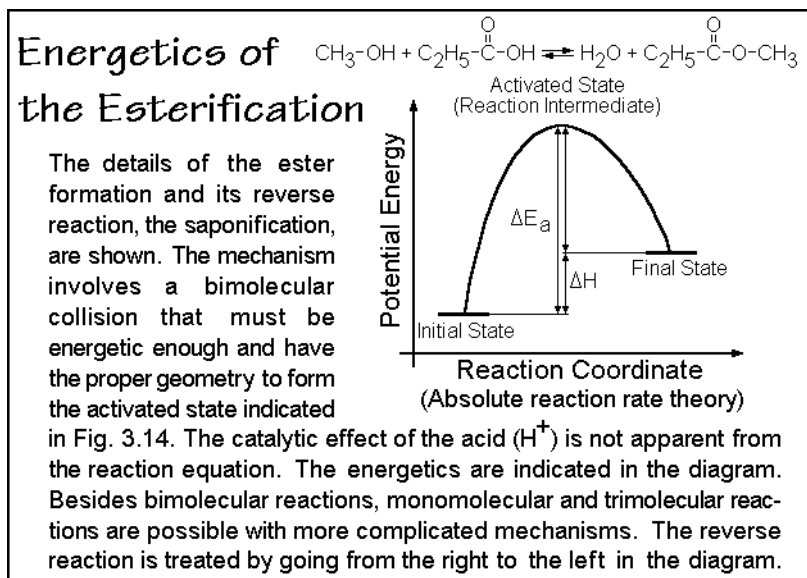 Energetics of
the Esterification
O O
CH3-OH + C2H5-C-OH ⇌ H2O + C2H5-C-O-CH3
Activated State
(Reaction Intermediate)
Potential Energy
ΔEa
ΔH
Initial State
Final State
Reaction Coordinate
(Absolute reaction rate theory)
The details of the ester
formation and its reverse
reaction, the saponification,
are shown. The mechanism
involves a bimolecular
collision that must be
energetic enough and have
the proper geometry to form
the activated state indicated
in Fig. 3.14. The catalytic effect of the acid (H+) is not apparent from
the reaction equation. The energetics are indicated in the diagram.
Besides bimolecular reactions, monomolecular and trimolecular reac-
tions are possible with more complicated mechanisms. The reverse
reaction is treated by going from the right to the left in the diagram.